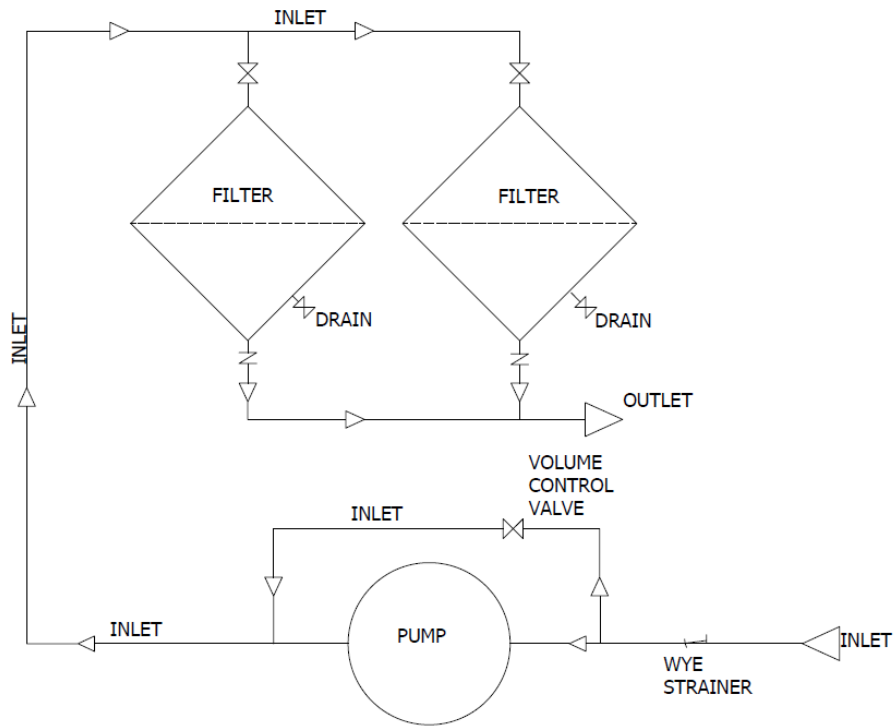 INLET
FILTER
FILTER
DRAIN
DRAIN
INLET
OUTLET
VOLUME
CONTROL
VALVE
INLET
INLET
PUMP
WYE
STRAINER
INLET